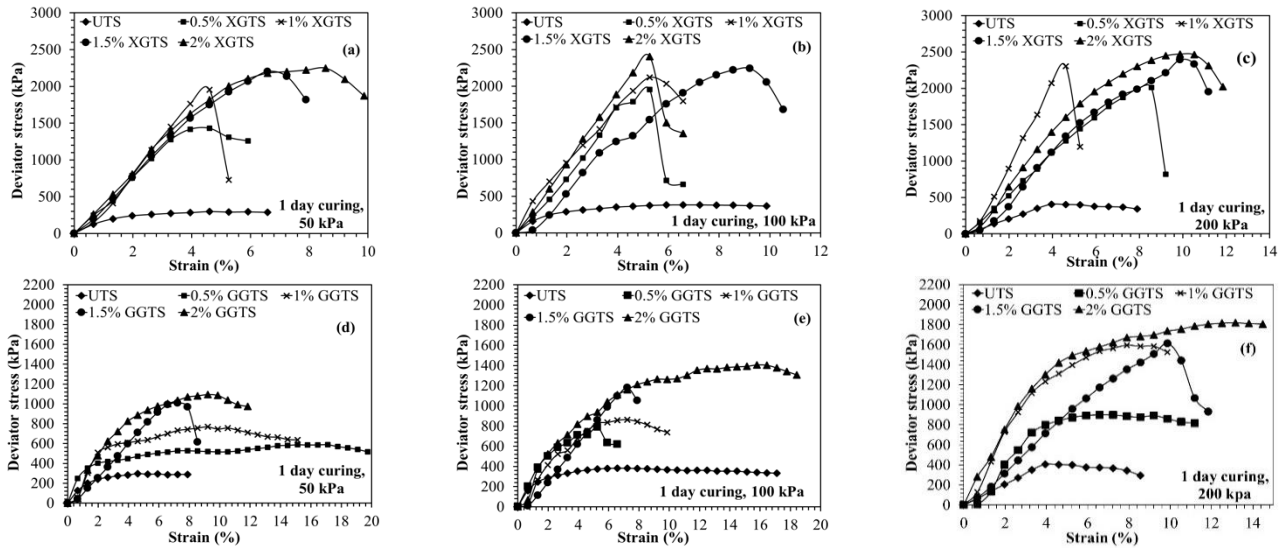 UTS 0.5% XGTS 1% XGTS
1.5% XGTS 2% XGTS
(a)
Deviator stress (kPa)
3000
2500
2000
1500
1000
500
0
0 2 4 6 8 10
Strain (%)
1 day curing,
50 kPa
UTS 0.5% XGTS 1% XGTS
1.5% XGTS 2% XGTS
(b)
Deviator stress (kPa)
3000
2500
2000
1500
1000
500
0
0 2 4 6 8 10 12
Strain (%)
1 day curing, 100 kPa
UTS 0.5% XGTS 1% XGTS
1.5% XGTS 2% XGTS
(c)
Deviator stress (kPa)
3000
2500
2000
1500
1000
500
0
0 2 4 6 8 10 12 14
Strain (%)
1 day curing,
200 kPa
UTS 0.5% GGTS 1% GGTS
1.5% GGTS 2% GGTS
(d)
Deviator stress (kPa)
2200
2000
1800
1600
1400
1200
1000
800
600
400
200
0
0 2 4 6 8 10 12 14 16 18 20
Strain (%)
1 day curing,
50 kPa
UTS 0.5% GGTS 1% GGTS
1.5% GGTS 2% GGTS
(e)
Deviator stress (kPa)
2200
2000
1800
1600
1400
1200
1000
800
600
400
200
0
0 2 4 6 8 10 12 14 16 18 20
Strain (%)
1 day curing, 100 kPa
UTS 0.5% GGTS 1% GGTS
1.5% GGTS 2% GGTS
(f)
Deviator stress (kPa)
2200
2000
1800
1600
1400
1200
1000
800
600
400
200
0
0 2 4 6 8 10 12 14
Strain (%)
1 day curing,
200 kpa